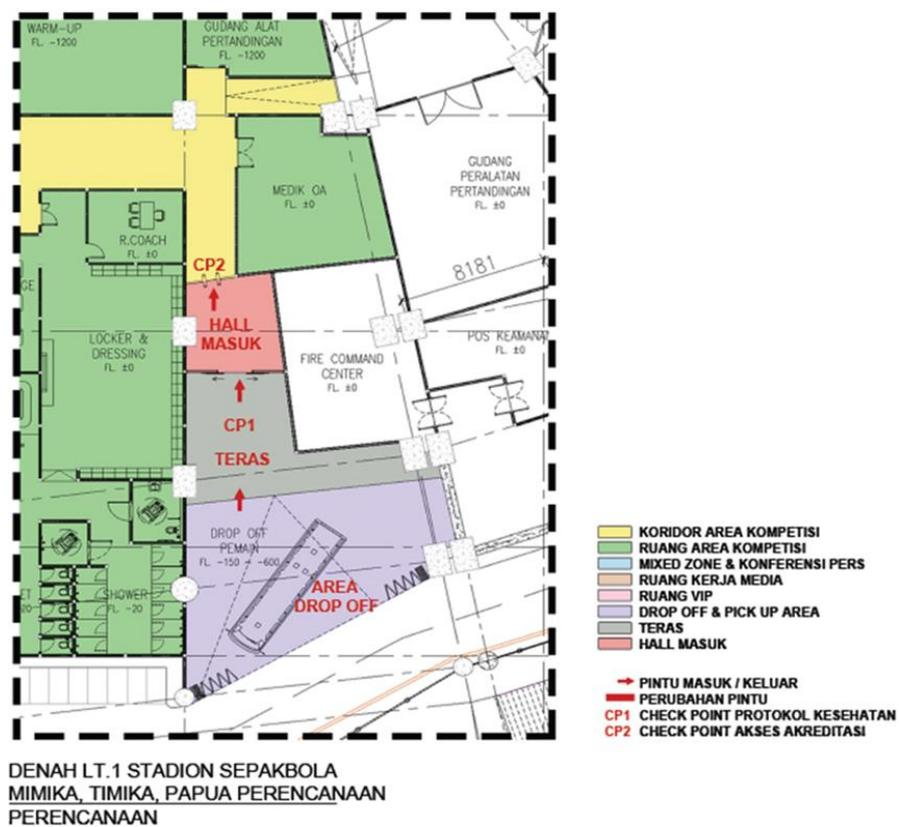 WARM-UP
FL. -1200
GUDANG ALAT
PERTANDINGAN
FL. -1200
GUDANG
PERALATAN
PERTANDINGAN
FL. ±0
MEDIK OA
FL. ±0
R.COACH
FL. ±0
CP2
8181
HALL
MASUK
LOCKER &
DRESSING
FL. ±0
FIRE COMMAND
CENTER
FL. ±0
POS KEAMANA
FL. ±0
CP1
TERAS
DROP OFF
PEMAIN
FL. -150 – -600
AREA
DROP OFF
SHOWER
FL. -20
KORIDOR AREA KOMPETISI
RUANG AREA KOMPETISI
MIXED ZONE & KONFERENSI PERS
RUANG KERJA MEDIA
RUANG VIP
DROP OFF & PICK UP AREA
TERAS
HALL MASUK
PINTU MASUK / KELUAR
PERUBAHAN PINTU
CP1 CHECK POINT PROTOKOL KESEHATAN
CP2 CHECK POINT AKSES AKREDITASI
DENAH LT.1 STADION SEPAKBOLA
MIMIKA, TIMIKA, PAPUA PERENCANAAN
PERENCANAAN